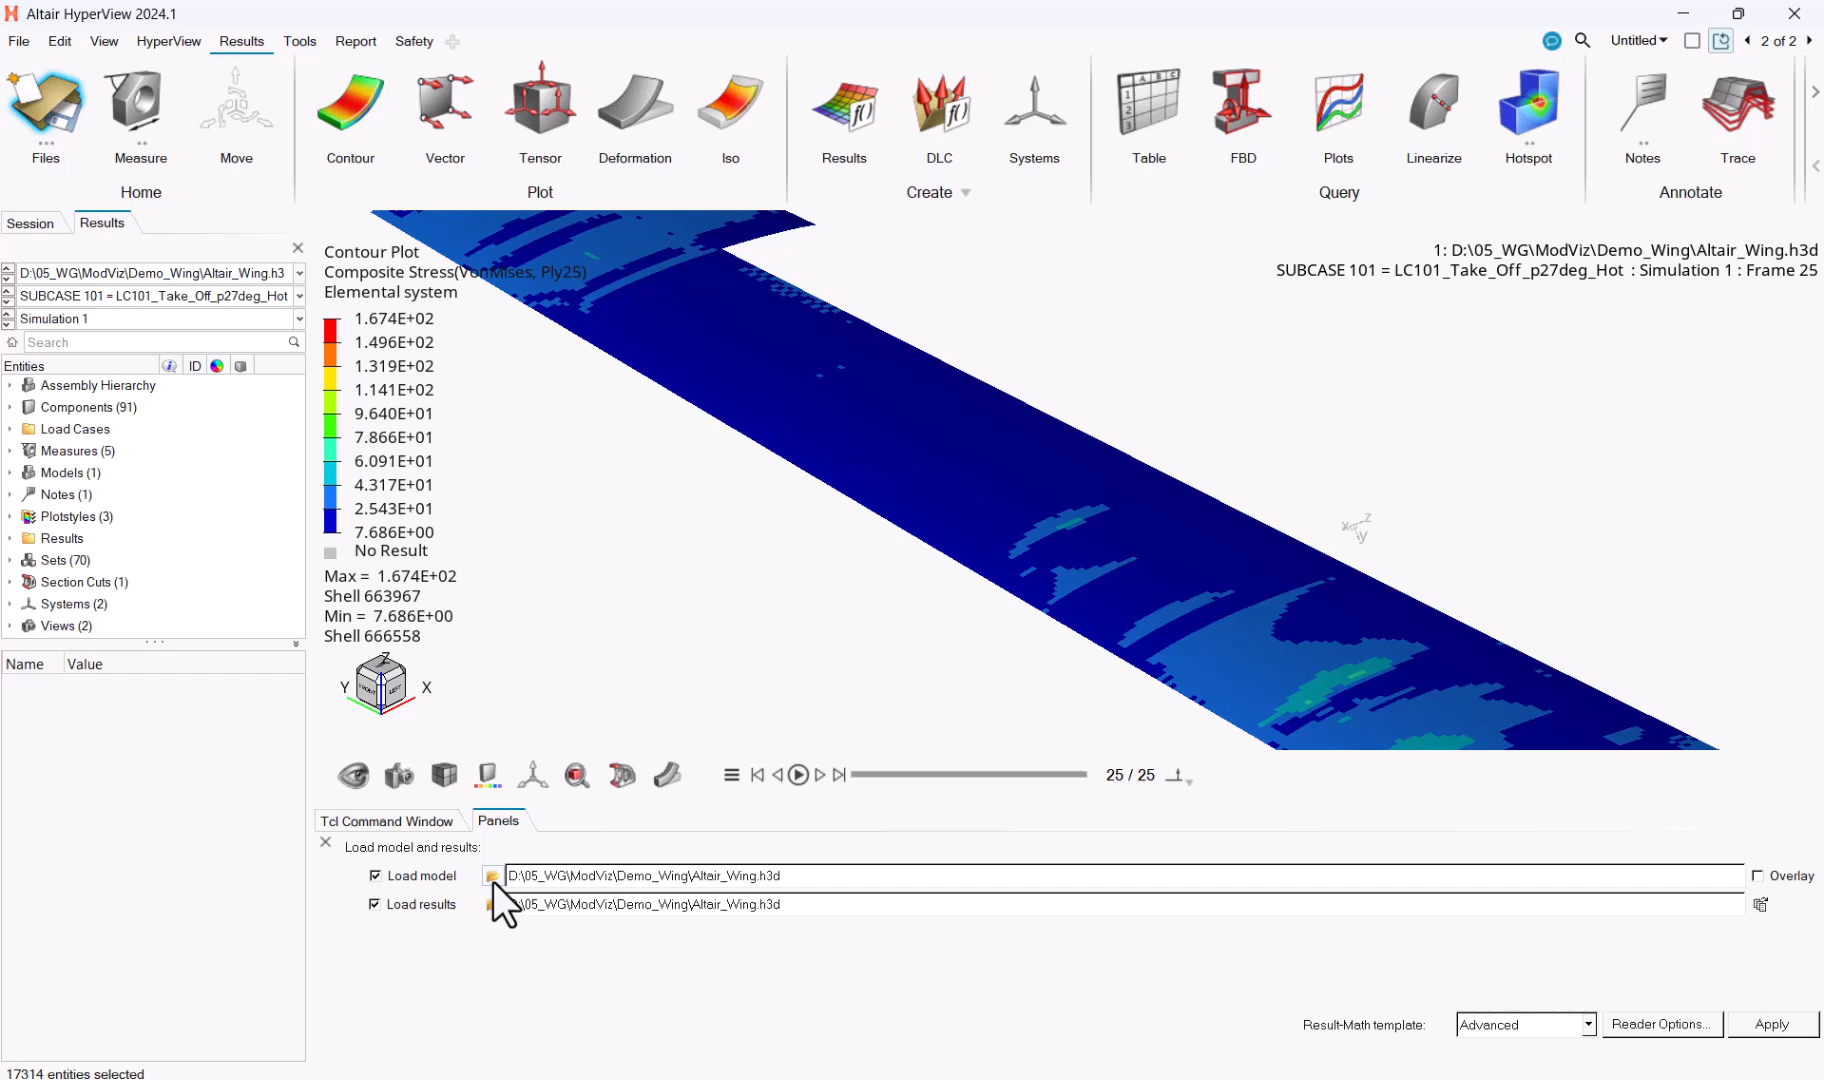 Altair HyperView 2024.1
File Edit View HyperView Results Tools Report Safety
Untitled 2 of 2
Files Measure Move Contour Vector Tensor Deformation Iso Results DLC Systems Table FBD Plots Linearize Hotspot Notes Trace
Home Plot Create Query Annotate
Session Results
D:\05_WG\ModViz\Demo_Wing\Altair_Wing.h3
SUBCASE 101 = LC101_Take_Off_p27deg_Hot
Simulation 1
Search
Entities ID
Assembly Hierarchy
Components (91)
Load Cases
Measures (5)
Models (1)
Notes (1)
Plotstyles (3)
Results
Sets (70)
Section Cuts (1)
Systems (2)
Views (2)
Name Value
Contour Plot
Composite Stress(VonMises, Ply25)
Elemental system
1.674E+02
1.496E+02
1.319E+02
1.141E+02
9.640E+01
7.866E+01
6.091E+01
4.317E+01
2.543E+01
7.686E+00
No Result
Max = 1.674E+02
Shell 663967
Min = 7.686E+00
Shell 666558
1: D:\05_WG\ModViz\Demo_Wing\Altair_Wing.h3d
SUBCASE 101 = LC101_Take_Off_p27deg_Hot : Simulation 1 : Frame 25
X Z
Y
Z
Y X
FRONT LEFT
25 / 25
Tcl Command Window Panels
Load model and results:
Load model D:\05_WG\ModViz\Demo_Wing\Altair_Wing.h3d Overlay
Load results \05_WG\ModViz\Demo_Wing\Altair_Wing.h3d
Result-Math template: Advanced Reader Options... Apply
17314 entities selected